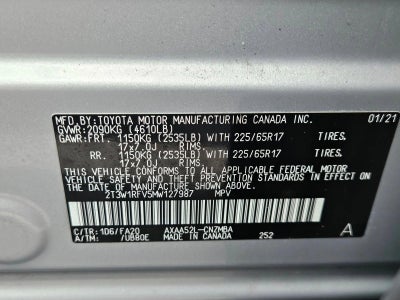 MFD.BY:TOYOTA MOTOR MANUFACTURING CANADA INC. 01/21
GVWR:2090KG (4610LB)
GAWR:FRT. 1150KG (2535LB) WITH 225/65R17 TIRES.
17x7.0J RIMS.
RR. 1150KG (2535LB) WITH 225/65R17 TIRES.
17x7.0J RIMS.
THIS VEHICLE CONFORMS TO ALL APPLICABLE FEDERAL MOTOR
VEHICLE SAFETY AND THEFT PREVENTION STANDARDS IN EFFECT ON
THE DATE OF MANUFACTURE SHOWN ABOVE.
2T3W1RFV5MW127987 MPV
C/TR:1D6/FA20 AXAA52L-CNZMBA A
A/TM: /UB80E MADE IN CANADA 252